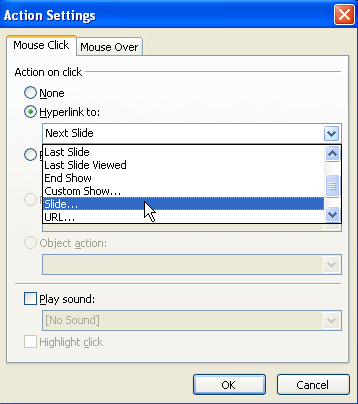 Action Settings
Mouse Click
Mouse Over
Action on click
None
Hyperlink to:
Next Slide
Last Slide
Last Slide Viewed
End Show
Custom Show...
Slide...
URL...
Object action:
Play sound:
[No Sound]
Highlight click
OK
Cancel